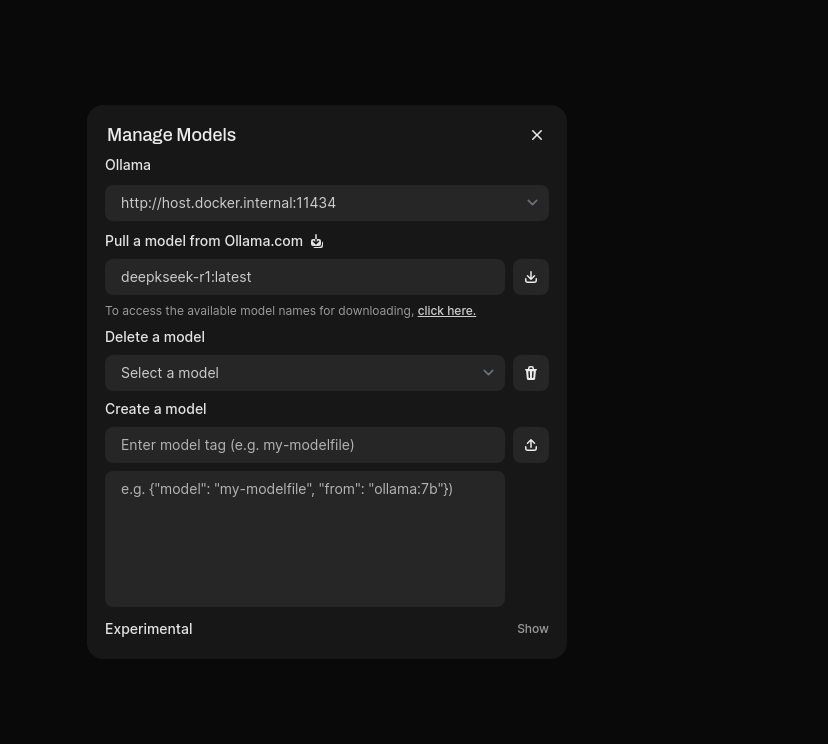 Manage Models
Ollama
http://host.docker.internal:11434
Pull a model from Ollama.com
deepkseek-r1:latest
To access the available model names for downloading, click here.
Delete a model
Select a model
Create a model
Enter model tag (e.g. my-modelfile)
e.g. {"model": "my-modelfile", "from": "ollama:7b"})
Experimental Show